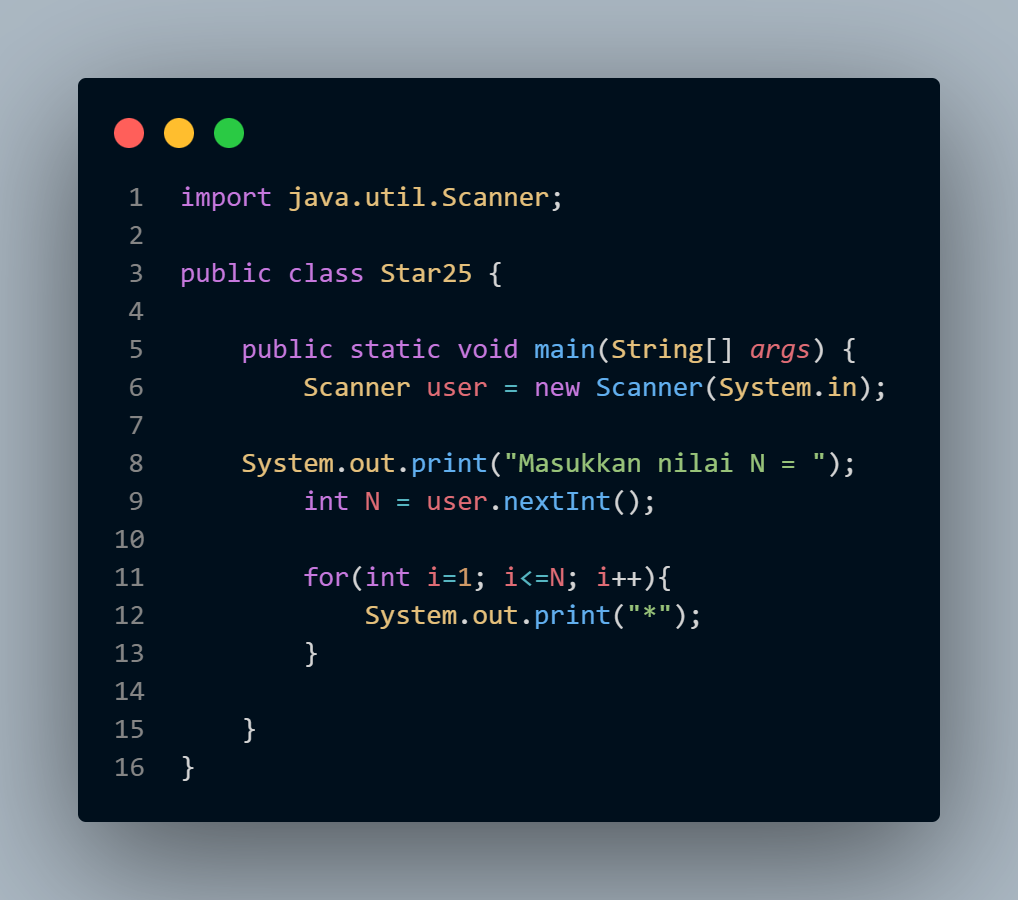 1 import java.util.Scanner;
2
3 public class Star25 {
4
5     public static void main(String[] args) {
6         Scanner user = new Scanner(System.in);
7
8     System.out.print("Masukkan nilai N = ");
9         int N = user.nextInt();
10
11         for(int i=1; i<=N; i++){
12             System.out.print("*");
13         }
14
15     }
16 }